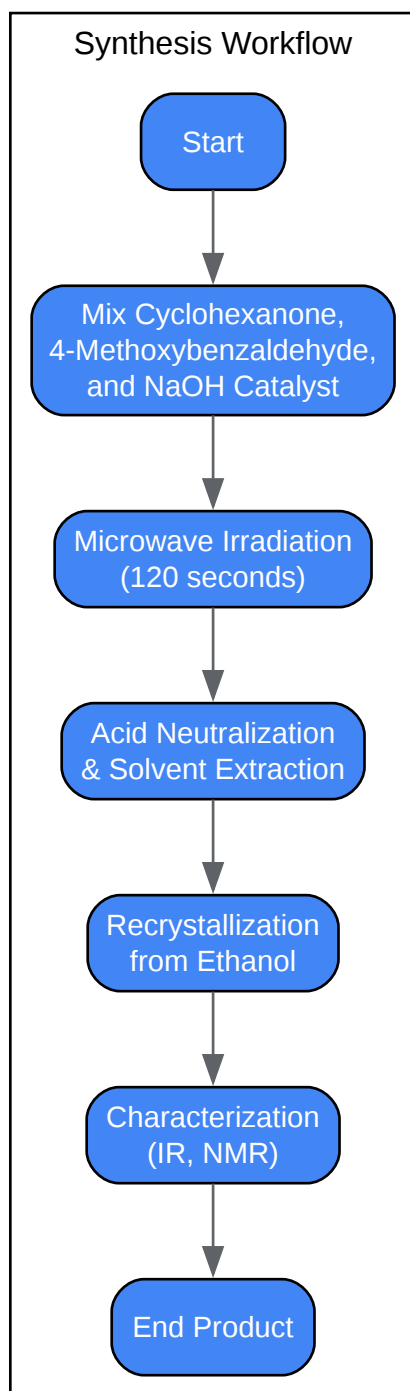 Synthesis Workflow
Start
Mix Cyclohexanone,
4-Methoxybenzaldehyde,
and NaOH Catalyst
Microwave Irradiation
(120 seconds)
Acid Neutralization
& Solvent Extraction
Recrystallization
from Ethanol
Characterization
(IR, NMR)
End Product